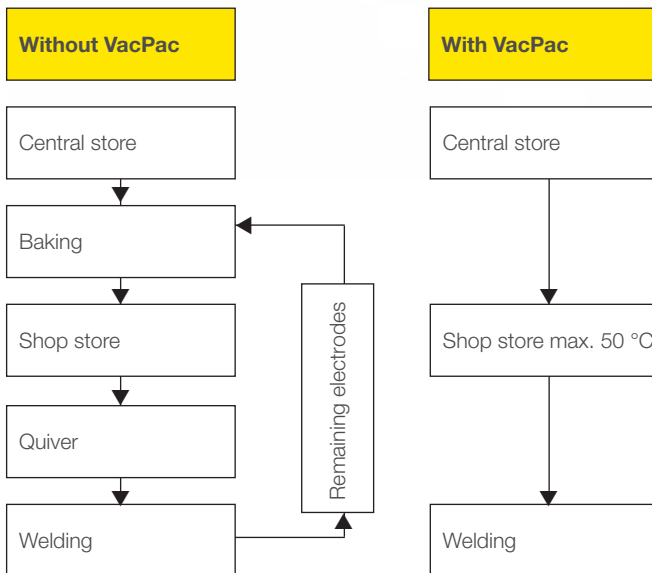 Without VacPac
Central store
Baking
Shop store
Quiver
Welding
Remaining electrodes
With VacPac
Central store
Shop store max. 50 °C
Welding